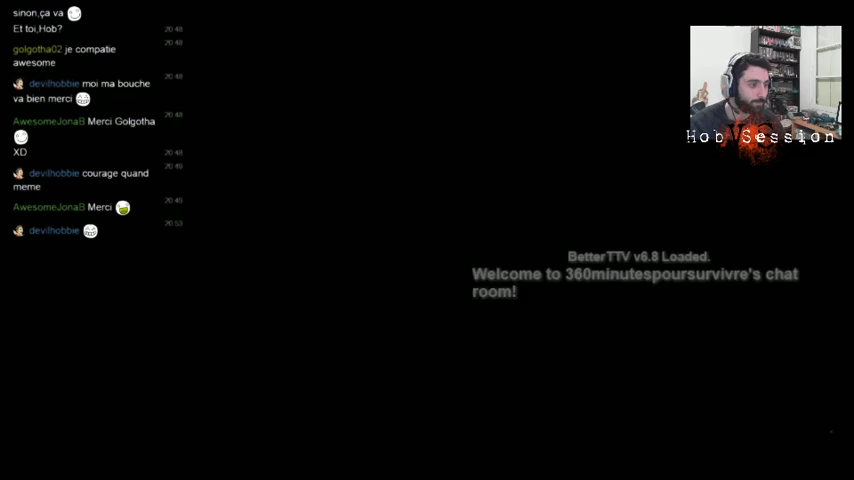 sinon,ça va
Et toi,Hob?
20:48
golgotha02 je compatie
20:48
awesome
devilhobbie moi ma bouche
20:48
va bien merci
AwesomeJonaB Merci Golgotha
20:48
XD
20:48
devilhobbie courage quand
20:49
meme
AwesomeJonaB Merci
20:49
devilhobbie
20:53
Hob Session
BetterTTV v6.8 Loaded.
Welcome to 360minutespoursurvivre's chat
room!